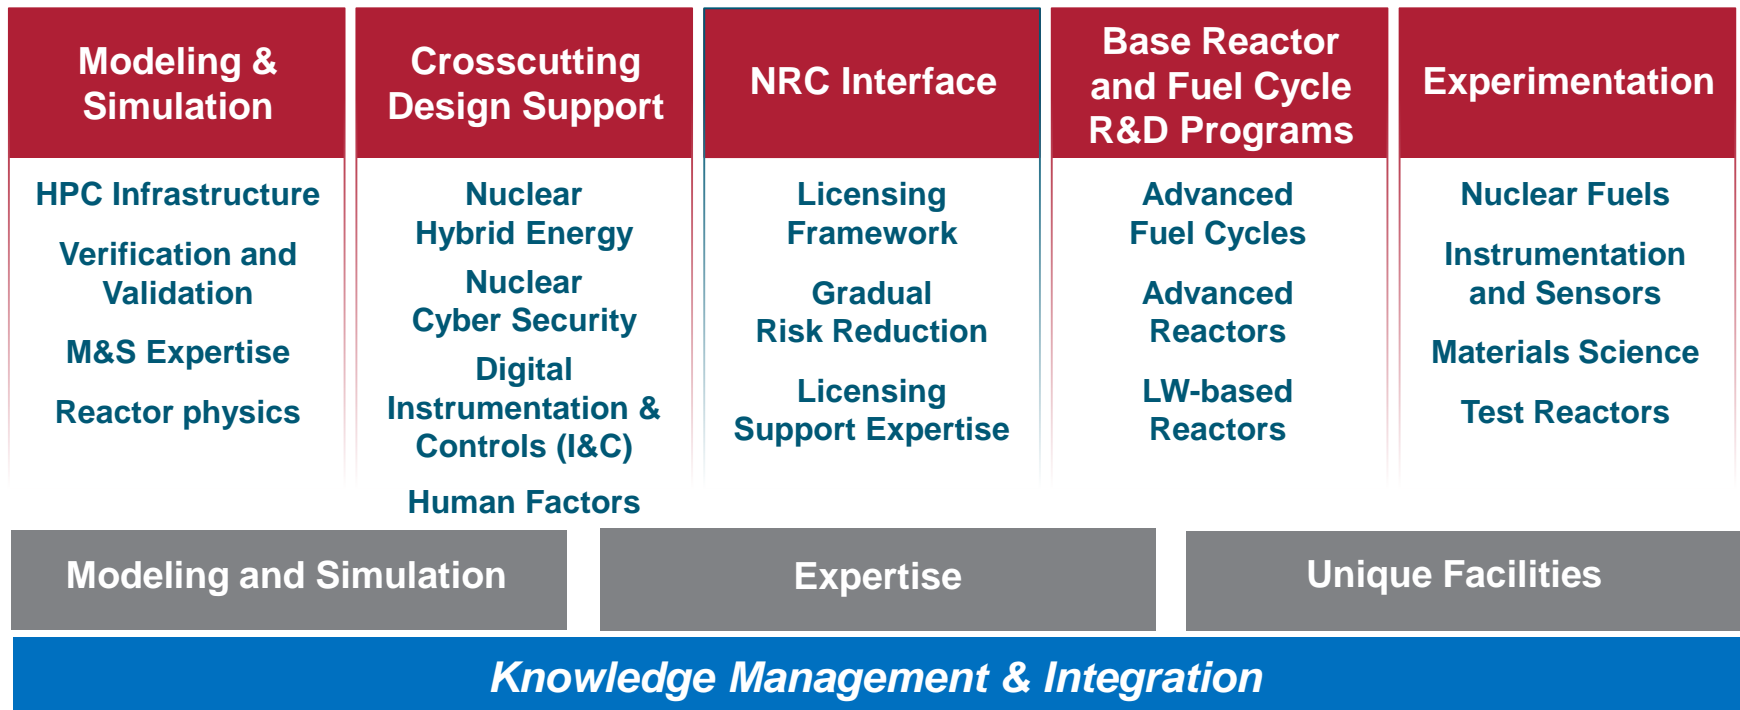 Modeling &
Simulation
HPC Infrastructure
Verification and
Validation
M&S Expertise
Reactor physics
Crosscutting
Design Support
Nuclear
Hybrid Energy
Nuclear
Cyber Security
Digital
Instrumentation &
Controls (I&C)
Human Factors
NRC Interface
Licensing
Framework
Gradual
Risk Reduction
Licensing
Support Expertise
Base Reactor
and Fuel Cycle
R&D Programs
Advanced
Fuel Cycles
Advanced
Reactors
LW-based
Reactors
Experimentation
Nuclear Fuels
Instrumentation
and Sensors
Materials Science
Test Reactors
Modeling and Simulation
Expertise
Unique Facilities
Knowledge Management & Integration